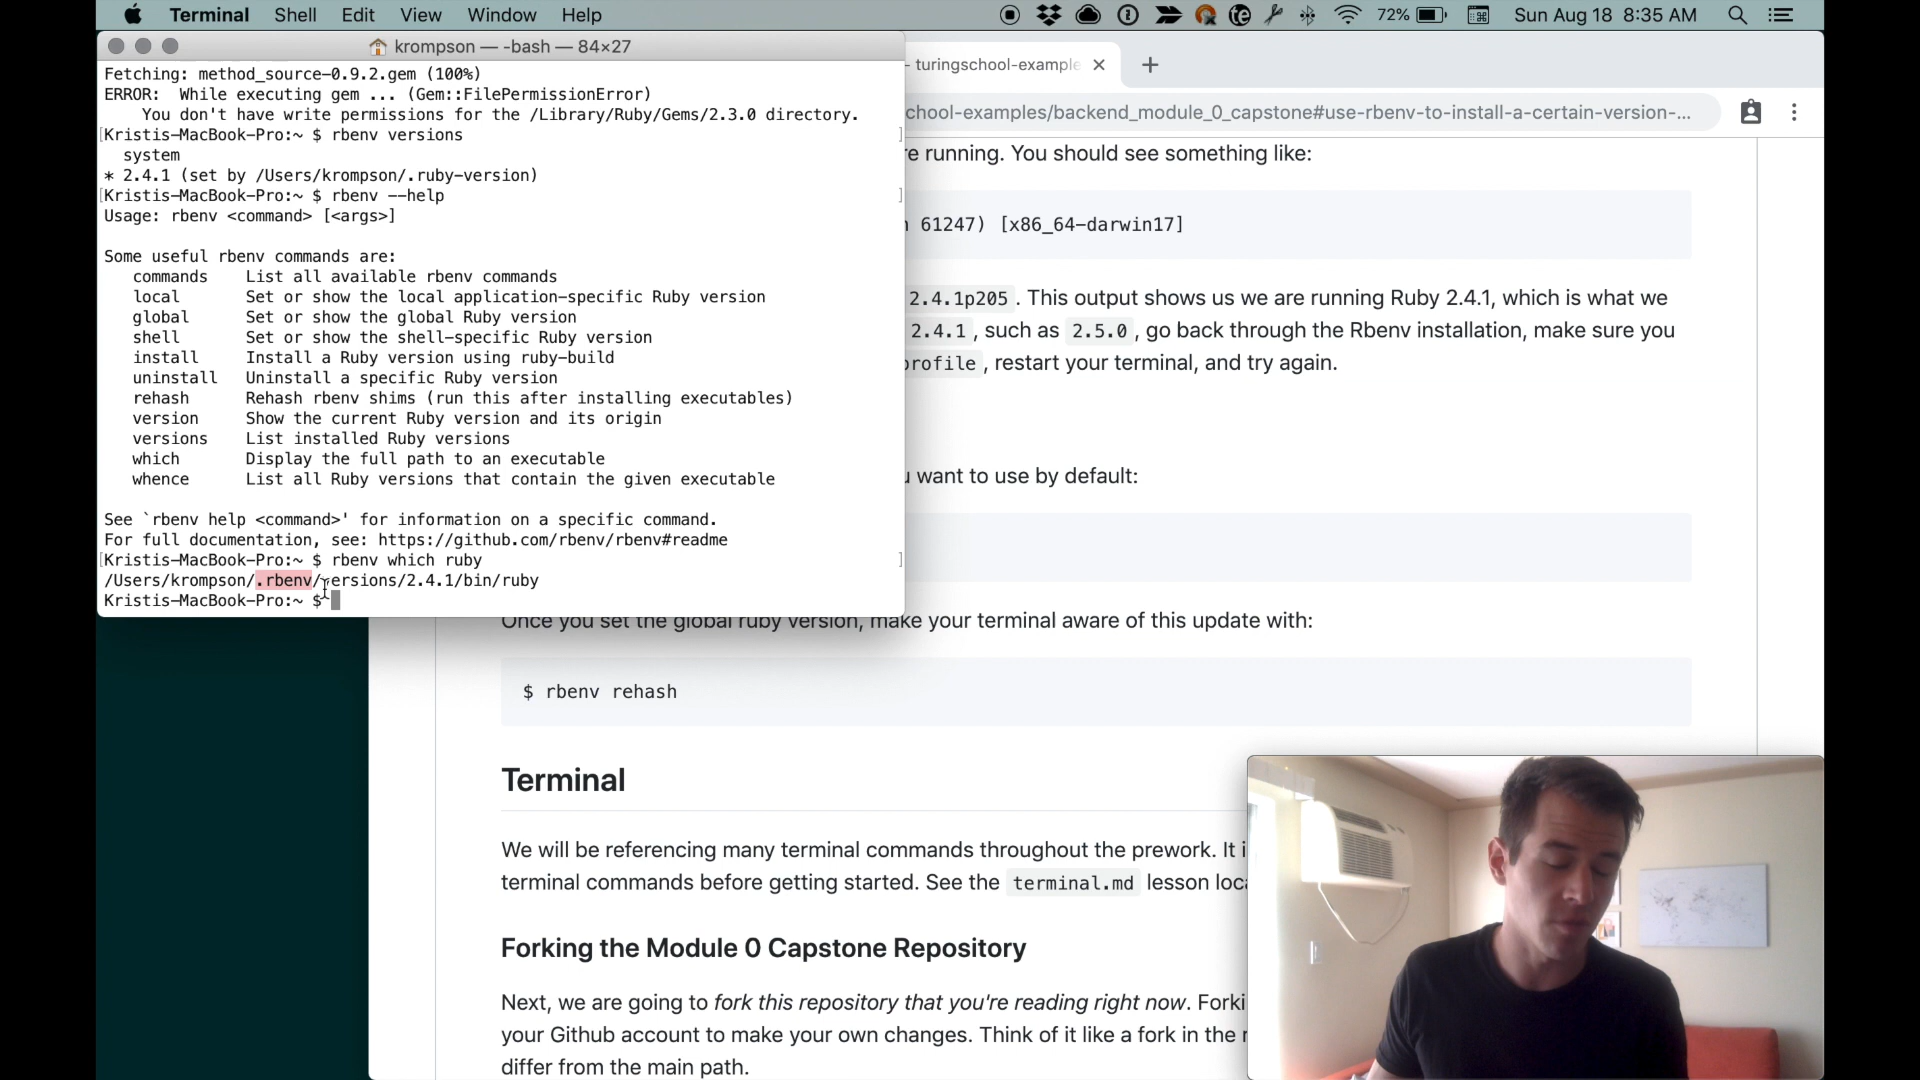 Terminal Shell Edit View Window Help 72% Sun Aug 18 8:35 AM
krompson — -bash — 84×27
Fetching: method_source-0.9.2.gem (100%)
ERROR:  While executing gem ... (Gem::FilePermissionError)
    You don't have write permissions for the /Library/Ruby/Gems/2.3.0 directory.
[Kristis-MacBook-Pro:~ $ rbenv versions ]
  system
* 2.4.1 (set by /Users/krompson/.ruby-version)
[Kristis-MacBook-Pro:~ $ rbenv --help ]
Usage: rbenv <command> [<args>]
Some useful rbenv commands are:
   commands    List all available rbenv commands
   local       Set or show the local application-specific Ruby version
   global      Set or show the global Ruby version
   shell       Set or show the shell-specific Ruby version
   install     Install a Ruby version using ruby-build
   uninstall   Uninstall a specific Ruby version
   rehash      Rehash rbenv shims (run this after installing executables)
   version     Show the current Ruby version and its origin
   versions    List installed Ruby versions
   which       Display the full path to an executable
   whence      List all Ruby versions that contain the given executable
See `rbenv help <command>' for information on a specific command.
For full documentation, see: https://github.com/rbenv/rbenv#readme
[Kristis-MacBook-Pro:~ $ rbenv which ruby ]
/Users/krompson/.rbenv/versions/2.4.1/bin/ruby
Kristis-MacBook-Pro:~ $
- turingschool-example
chool-examples/backend_module_0_capstone#use-rbenv-to-install-a-certain-version-...
re running. You should see something like:
61247) [x86_64-darwin17]
2.4.1p205. This output shows us we are running Ruby 2.4.1, which is what we
2.4.1, such as 2.5.0, go back through the Rbenv installation, make sure you
profile, restart your terminal, and try again.
u want to use by default:
Once you set the global ruby version, make your terminal aware of this update with:
$ rbenv rehash
Terminal
We will be referencing many terminal commands throughout the prework. It i
terminal commands before getting started. See the terminal.md lesson loc
Forking the Module 0 Capstone Repository
Next, we are going to fork this repository that you're reading right now. Forki
your Github account to make your own changes. Think of it like a fork in the
differ from the main path.